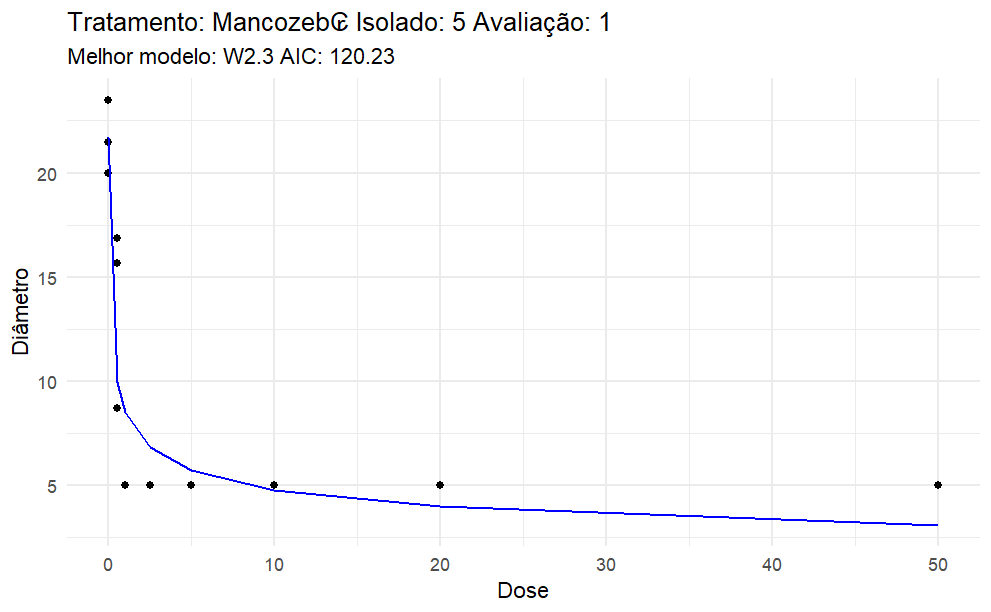 Tratamento: Mancozeb₢ Isolado: 5 Avaliação: 1
Melhor modelo: W2.3 AIC: 120.23
Diâmetro
20
15
10
5
0
10
20
30
40
50
Dose